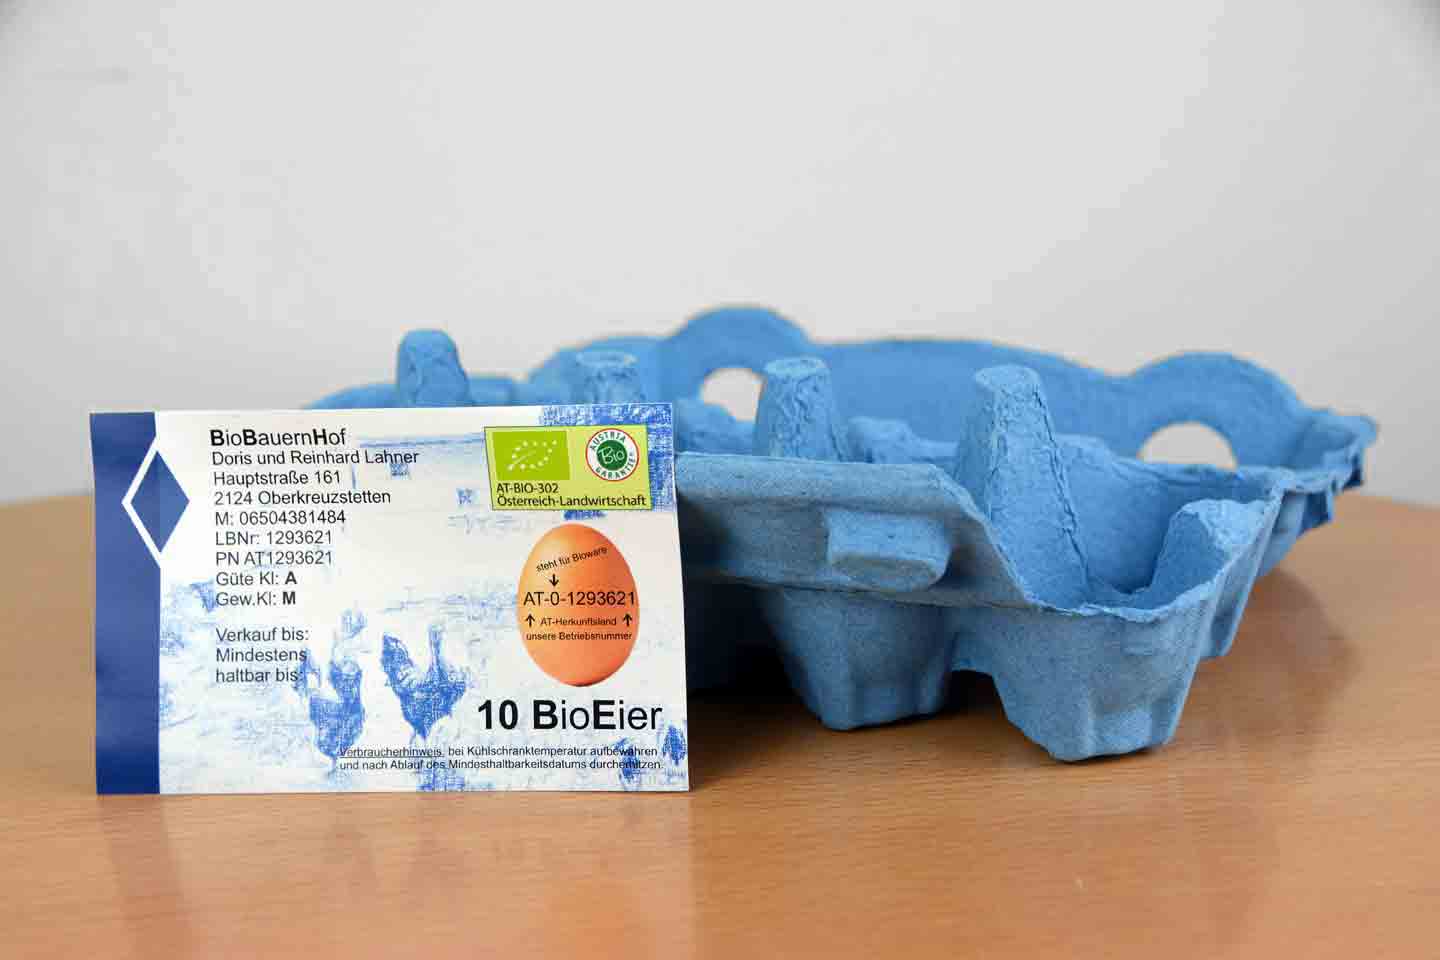 BioBauernHof
Doris und Reinhard Lahner
Hauptstraße 161
2124 Oberkreuzstetten
M: 06504381484
LBNr: 1293621
PN AT1293621
Güte Kl: A
Gew.Kl: M
Verkauf bis:
Mindestens
haltbar bis:
AUSTRIA
Bio
GARANTIE
AT-BIO-302
Österreich-Landwirtschaft
steht für Bioware
AT-0-1293621
AT-Herkunftsland
unsere Betriebsnummer
10 BioEier
Verbraucherhinweis, bei Kühlschranktemperatur aufbewahren
und nach Ablauf des Mindesthaltbarkeitsdatums durcherhitzen.